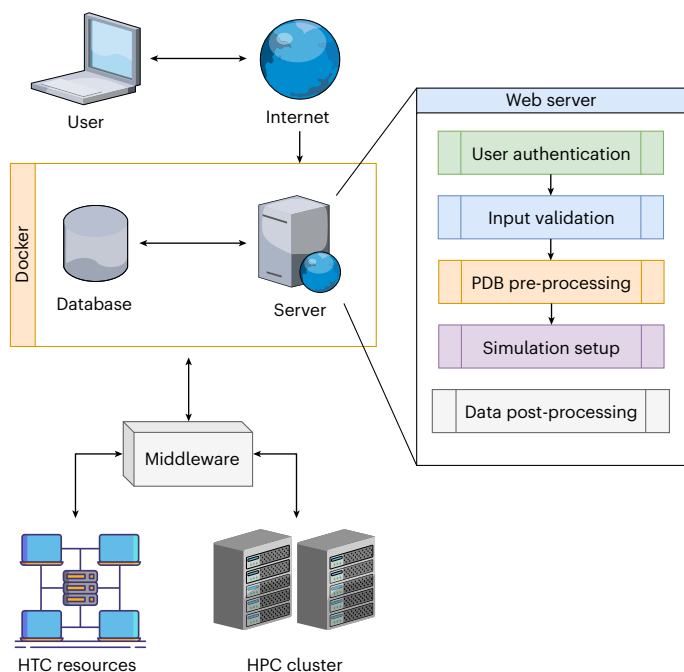 User
Internet
Web server
User authentication
Input validation
PDB pre-processing
Simulation setup
Data post-processing
Docker
Database
Server
Middleware
HTC resources
HPC cluster